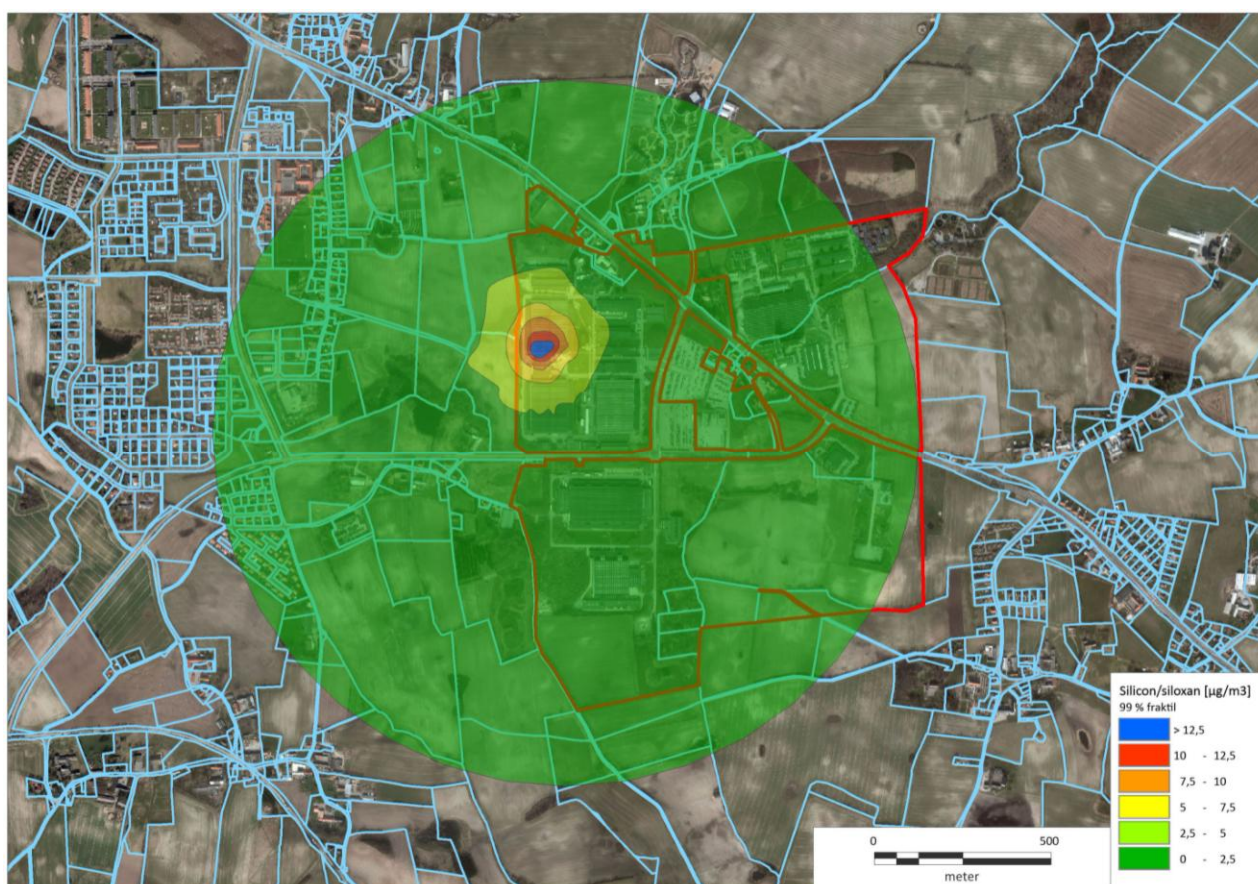 Silicon/siloxan [µg/m3]
99 % fraktil
> 12,5
10 - 12,5
7,5 - 10
5 - 7,5
2,5 - 5
0 - 2,5
0 500
meter